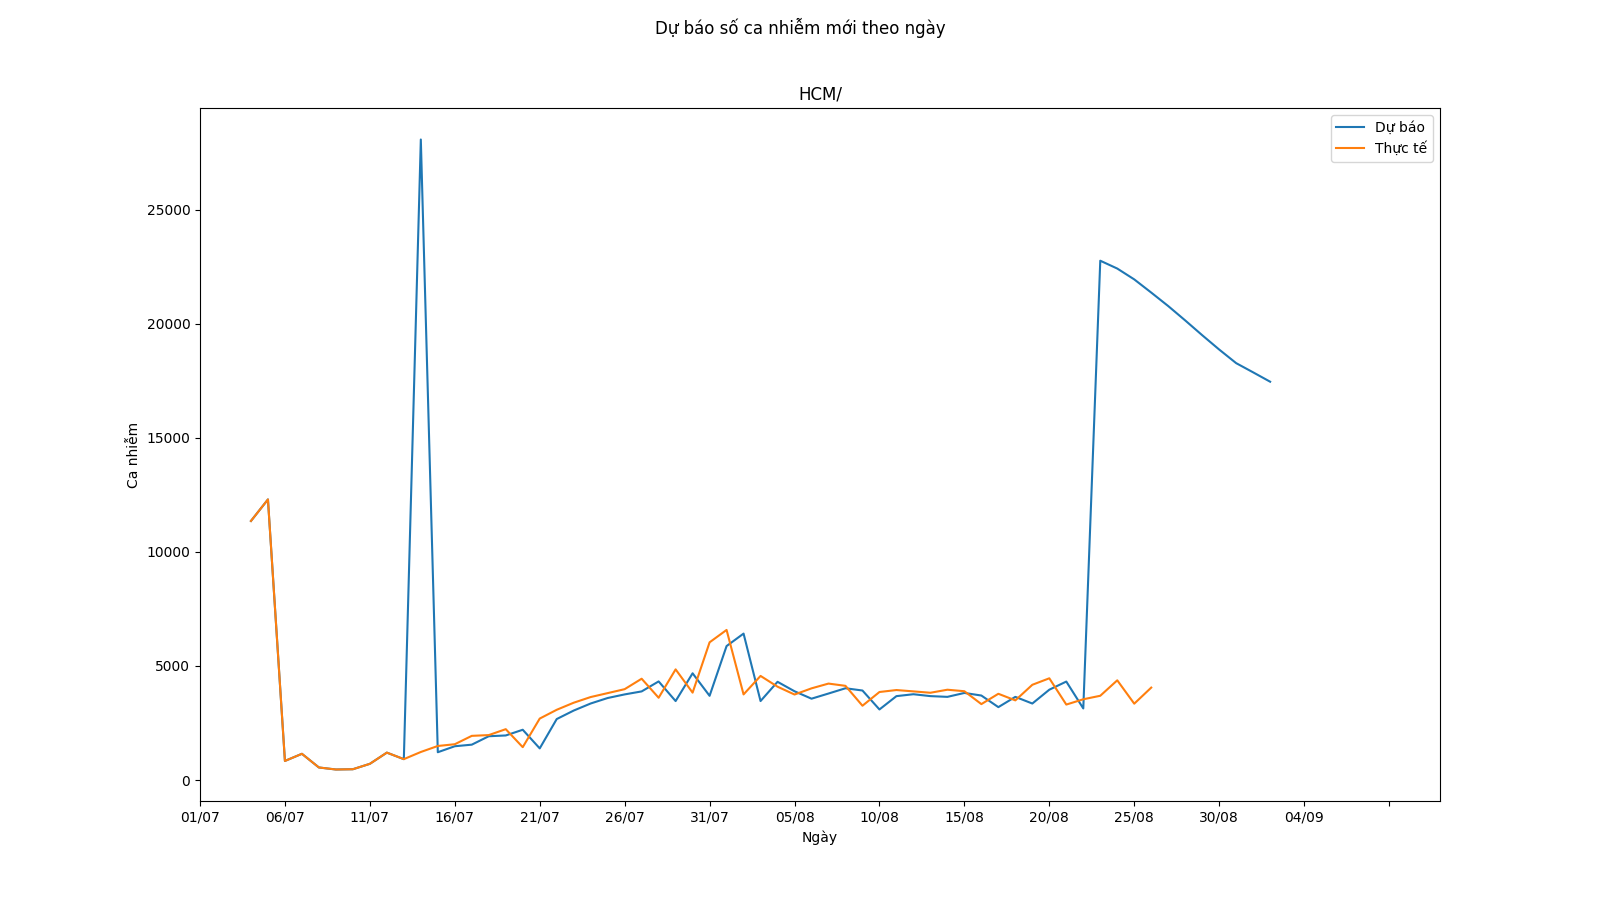 Dự báo số ca nhiễm mới theo ngày
HCM/
Dự báo
Thực tế
25000
20000
15000
10000
5000
0
Ca nhiễm
01/07 06/07 11/07 16/07 21/07 26/07 31/07 05/08 10/08 15/08 20/08 25/08 30/08 04/09
Ngày